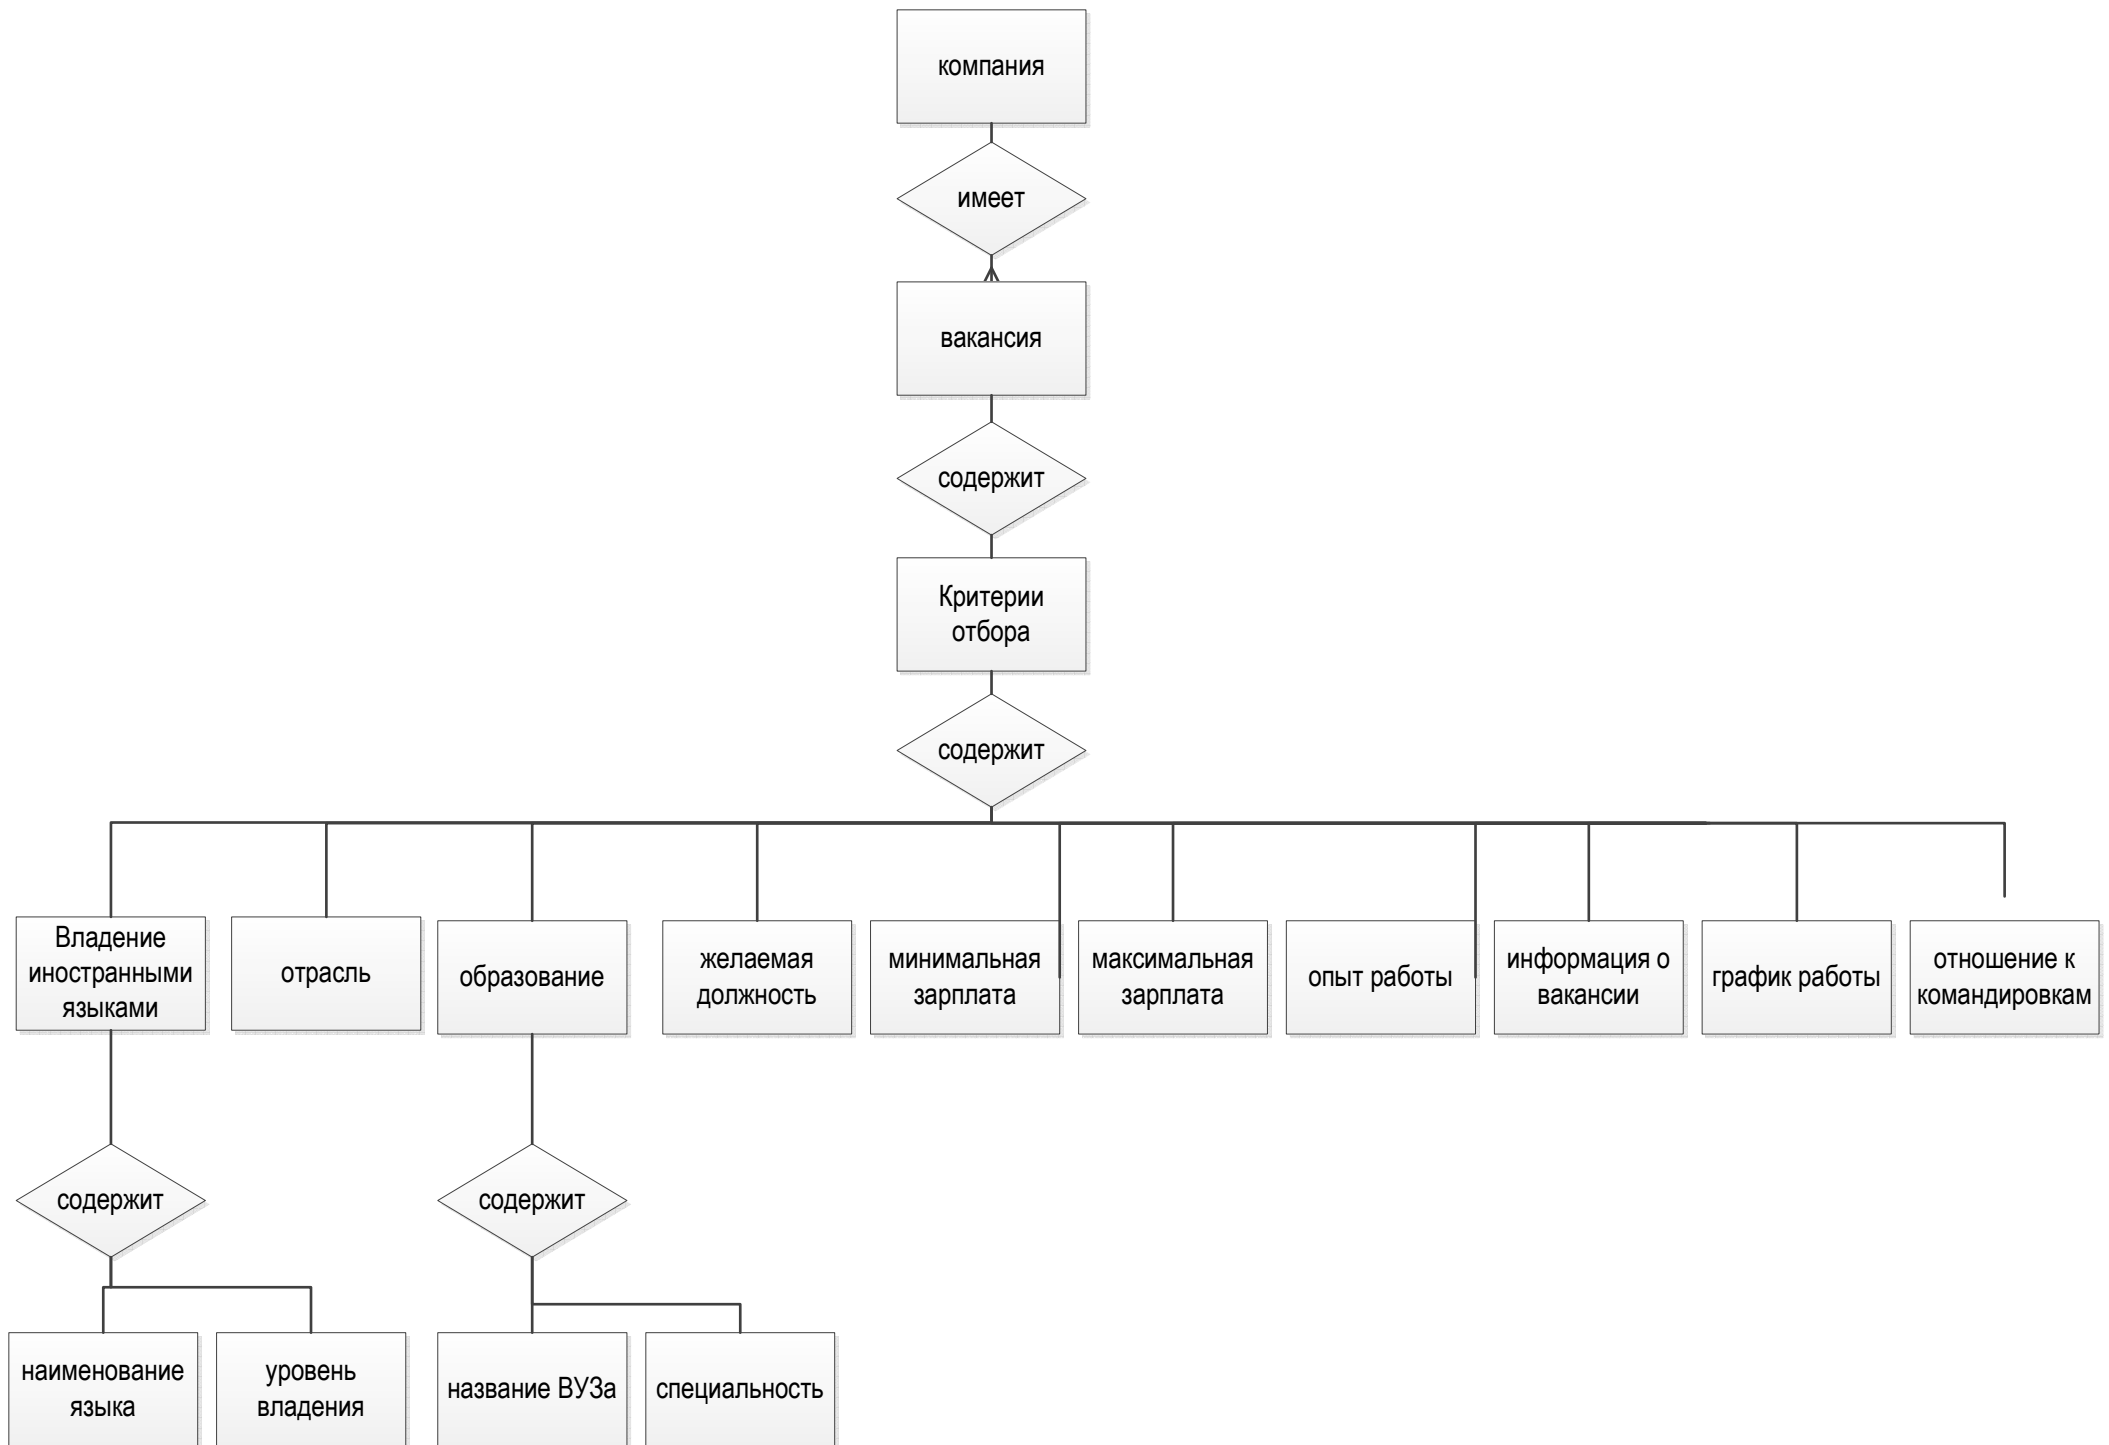 компания
имеет
вакансия
содержит
Критерии
отбора
содержит
Владение
иностранными
языками
отрасль
образование
желаемая
должность
минимальная
зарплата
максимальная
зарплата
опыт работы
информация о
вакансии
график работы
отношение к
командировкам
содержит
содержит
наименование
языка
уровень
владения
название ВУЗа
специальность